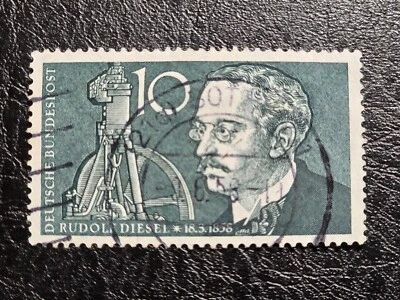 DEUTSCHE BUNDESPOST
10
RUDOLF DIESEL * 18.3.1858